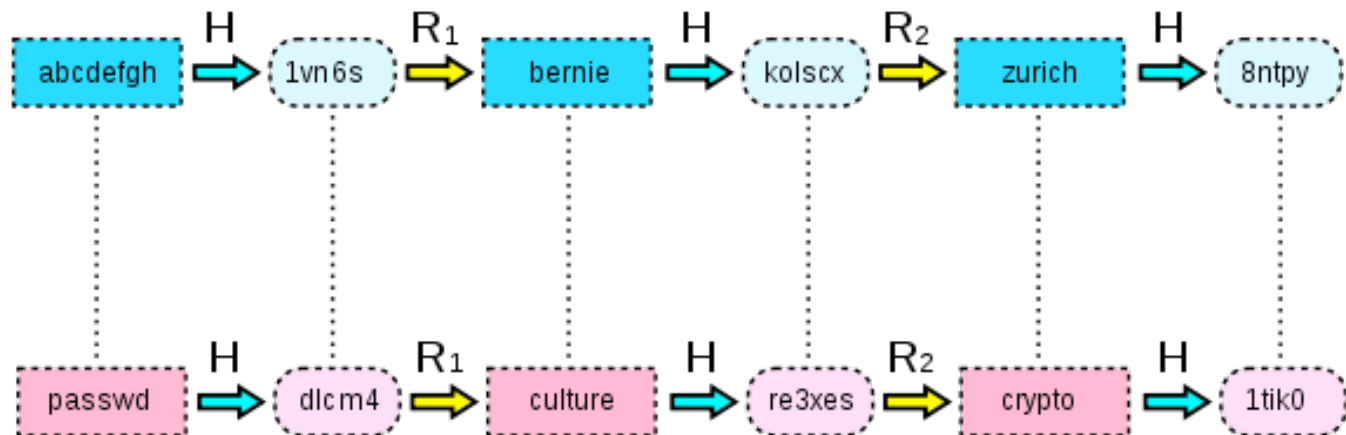 H R1 H R2 H
abcdefgh 1vn6s bernie kolscx zurich 8ntpy
H R1 H R2 H
passwd dlcm4 culture re3xes crypto 1tik0